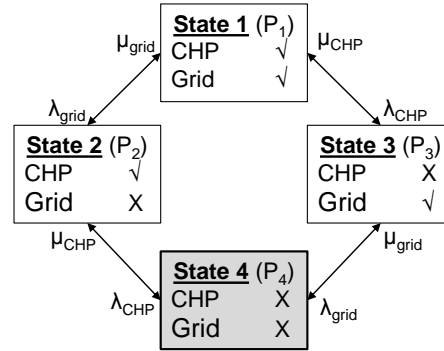 State 1 (P₁)
CHP √
Grid √
μgrid
μCHP
λgrid
λCHP
State 2 (P₂)
CHP √
Grid X
State 3 (P₃)
CHP X
Grid √
μCHP
μgrid
State 4 (P₄)
CHP X
Grid X
λCHP
λgrid